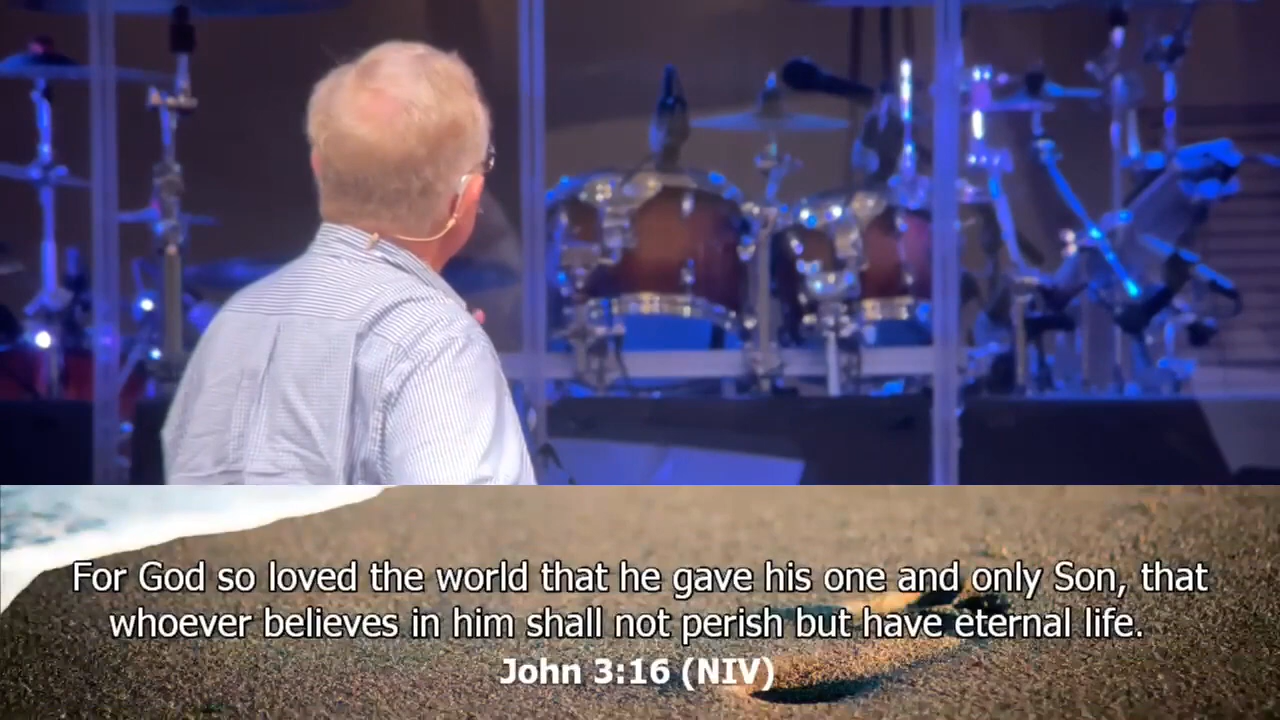 For God so loved the world that he gave his one and only Son, that
whoever believes in him shall not perish but have eternal life.
John 3:16 (NIV)